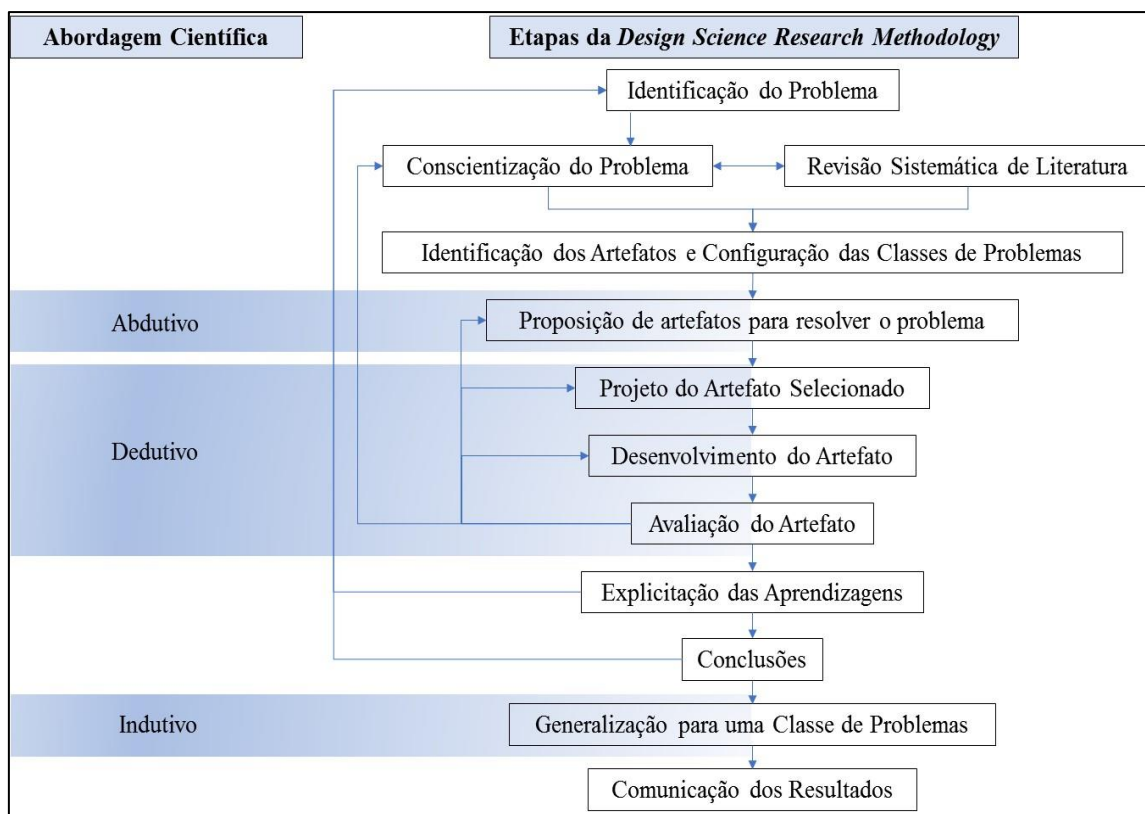 Abordagem Científica
Etapas da Design Science Research Methodology
Identificação do Problema
Conscientização do Problema
Revisão Sistemática de Literatura
Identificação dos Artefatos e Configuração das Classes de Problemas
Abdutivo
Proposição de artefatos para resolver o problema
Projeto do Artefato Selecionado
Dedutivo
Desenvolvimento do Artefato
Avaliação do Artefato
Explicitação das Aprendizagens
Conclusões
Indutivo
Generalização para uma Classe de Problemas
Comunicação dos Resultados